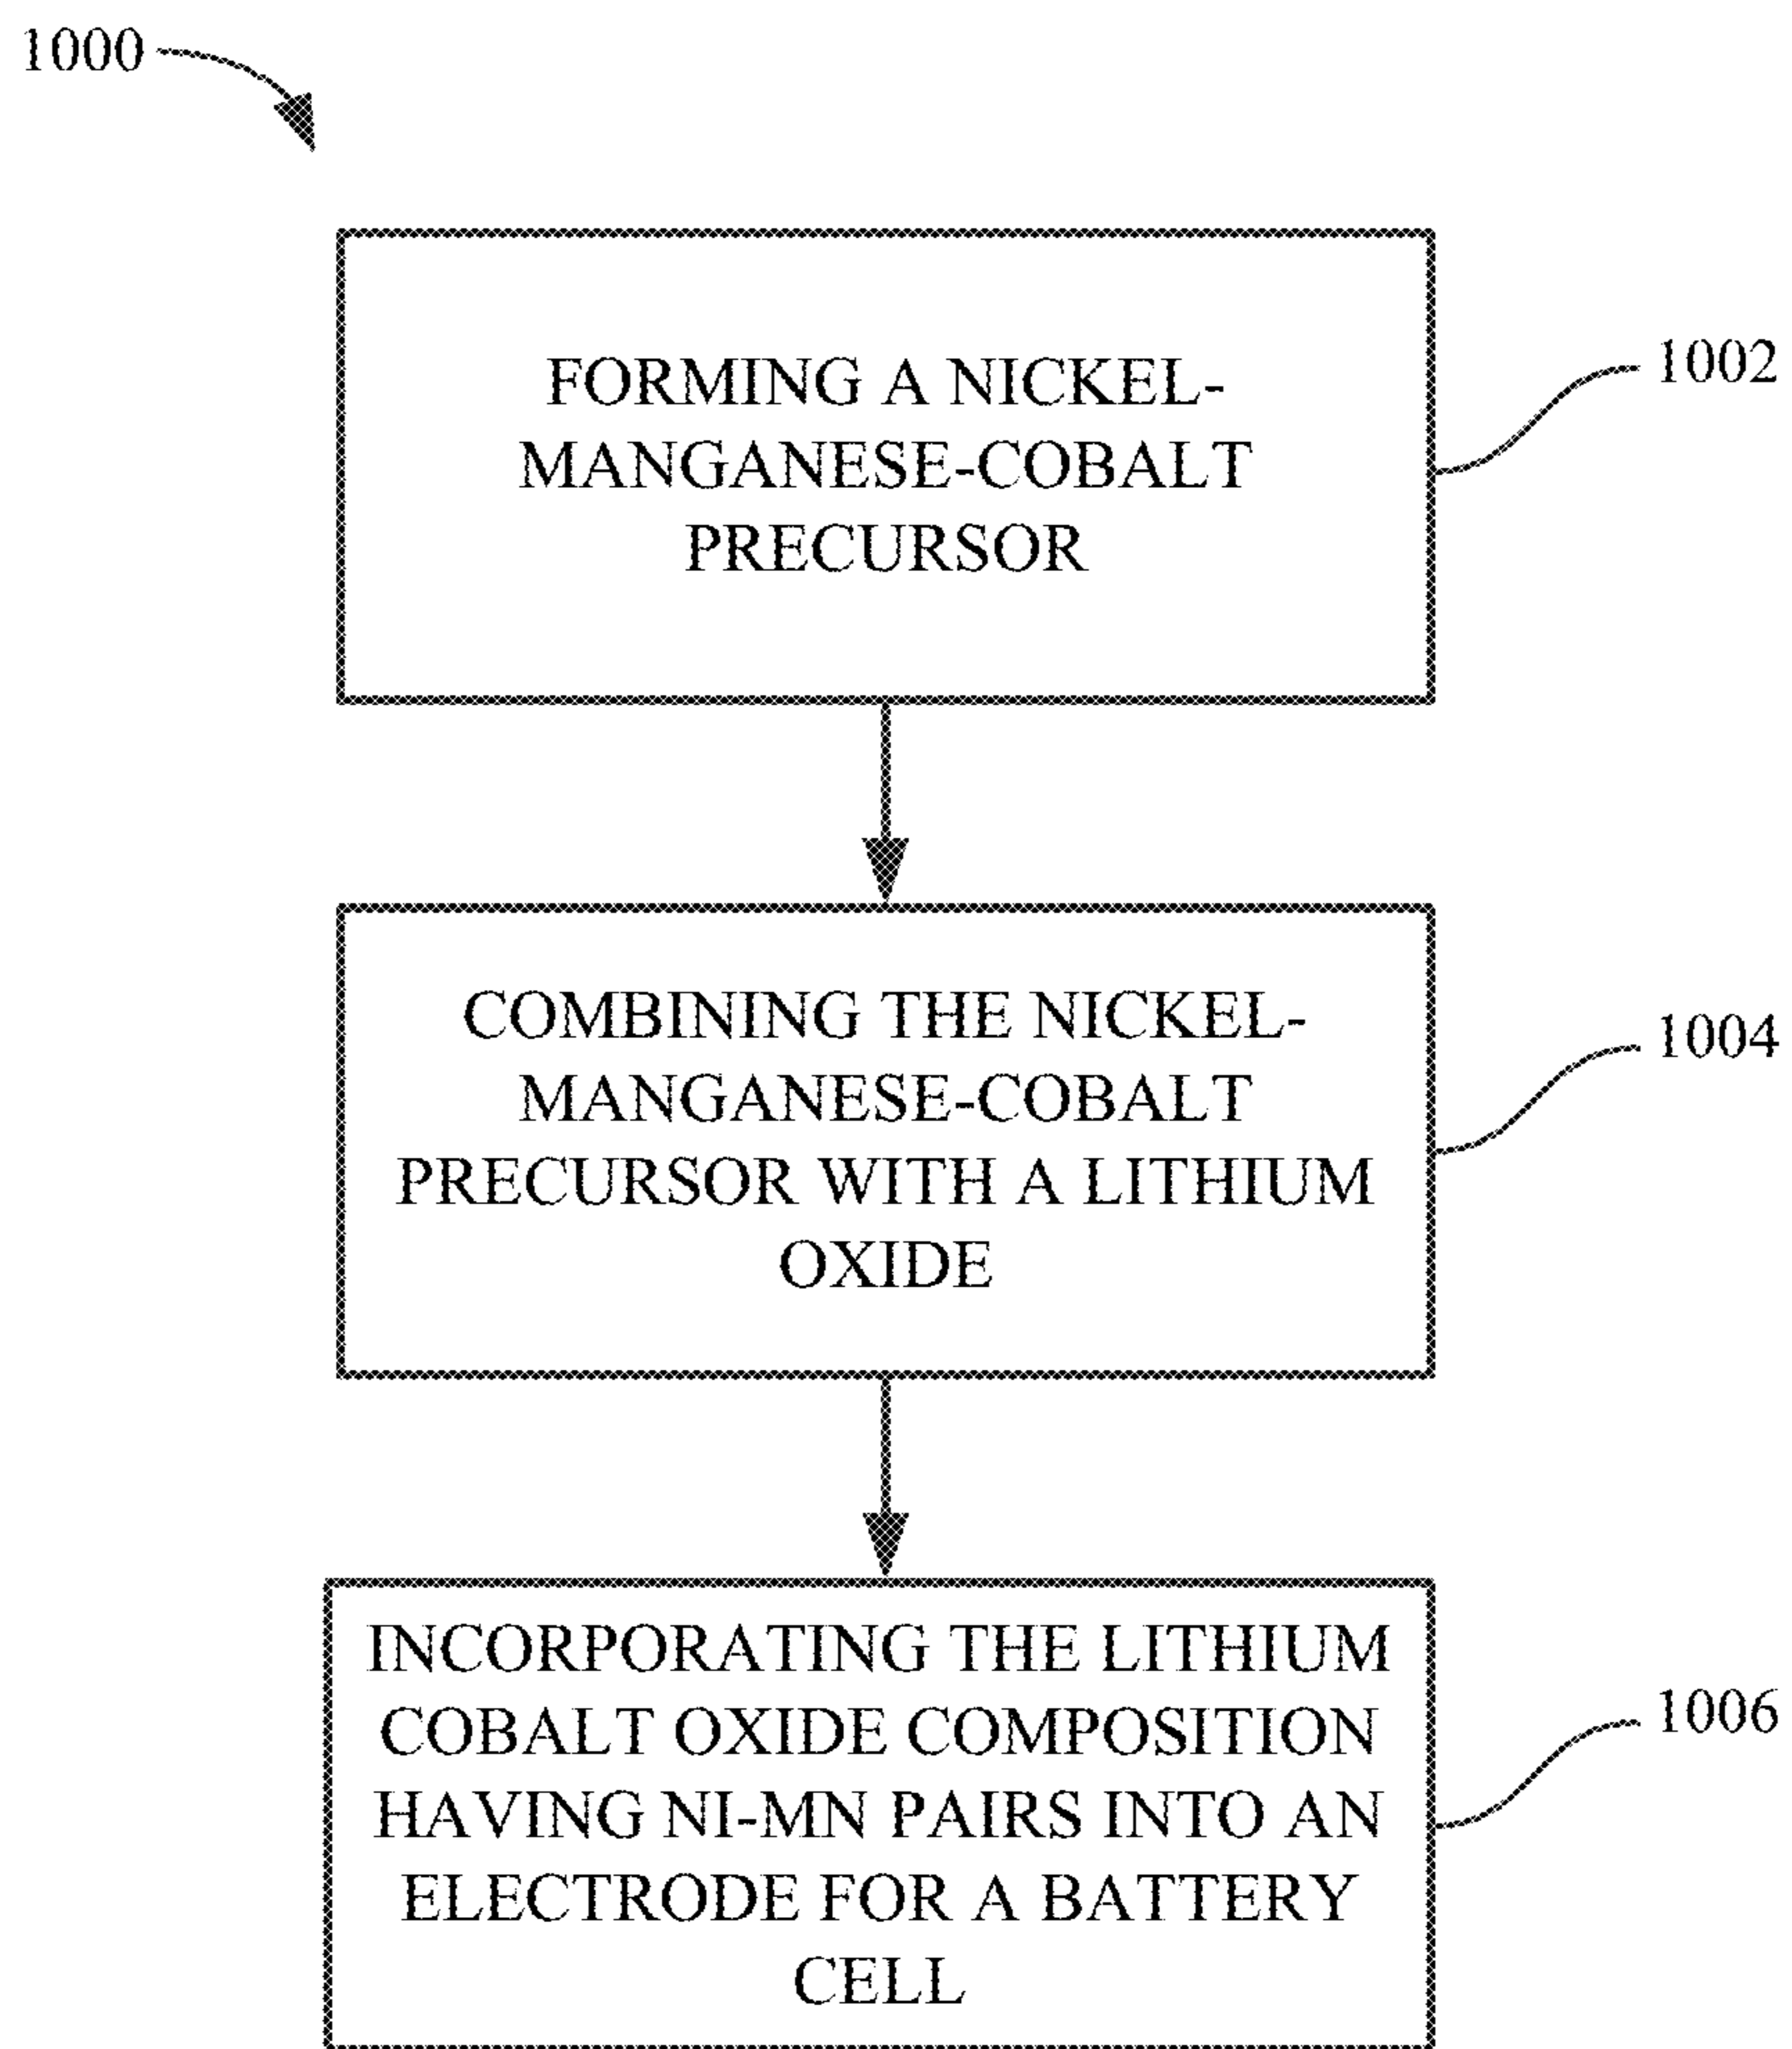 1000
FORMING A NICKEL-
MANGANESE-COBALT
PRECURSOR
1002
COMBINING THE NICKEL-
MANGANESE-COBALT
PRECURSOR WITH A LITHIUM
OXIDE
1004
INCORPORATING THE LITHIUM
COBALT OXIDE COMPOSITION
HAVING NI-MN PAIRS INTO AN
ELECTRODE FOR A BATTERY
CELL
1006